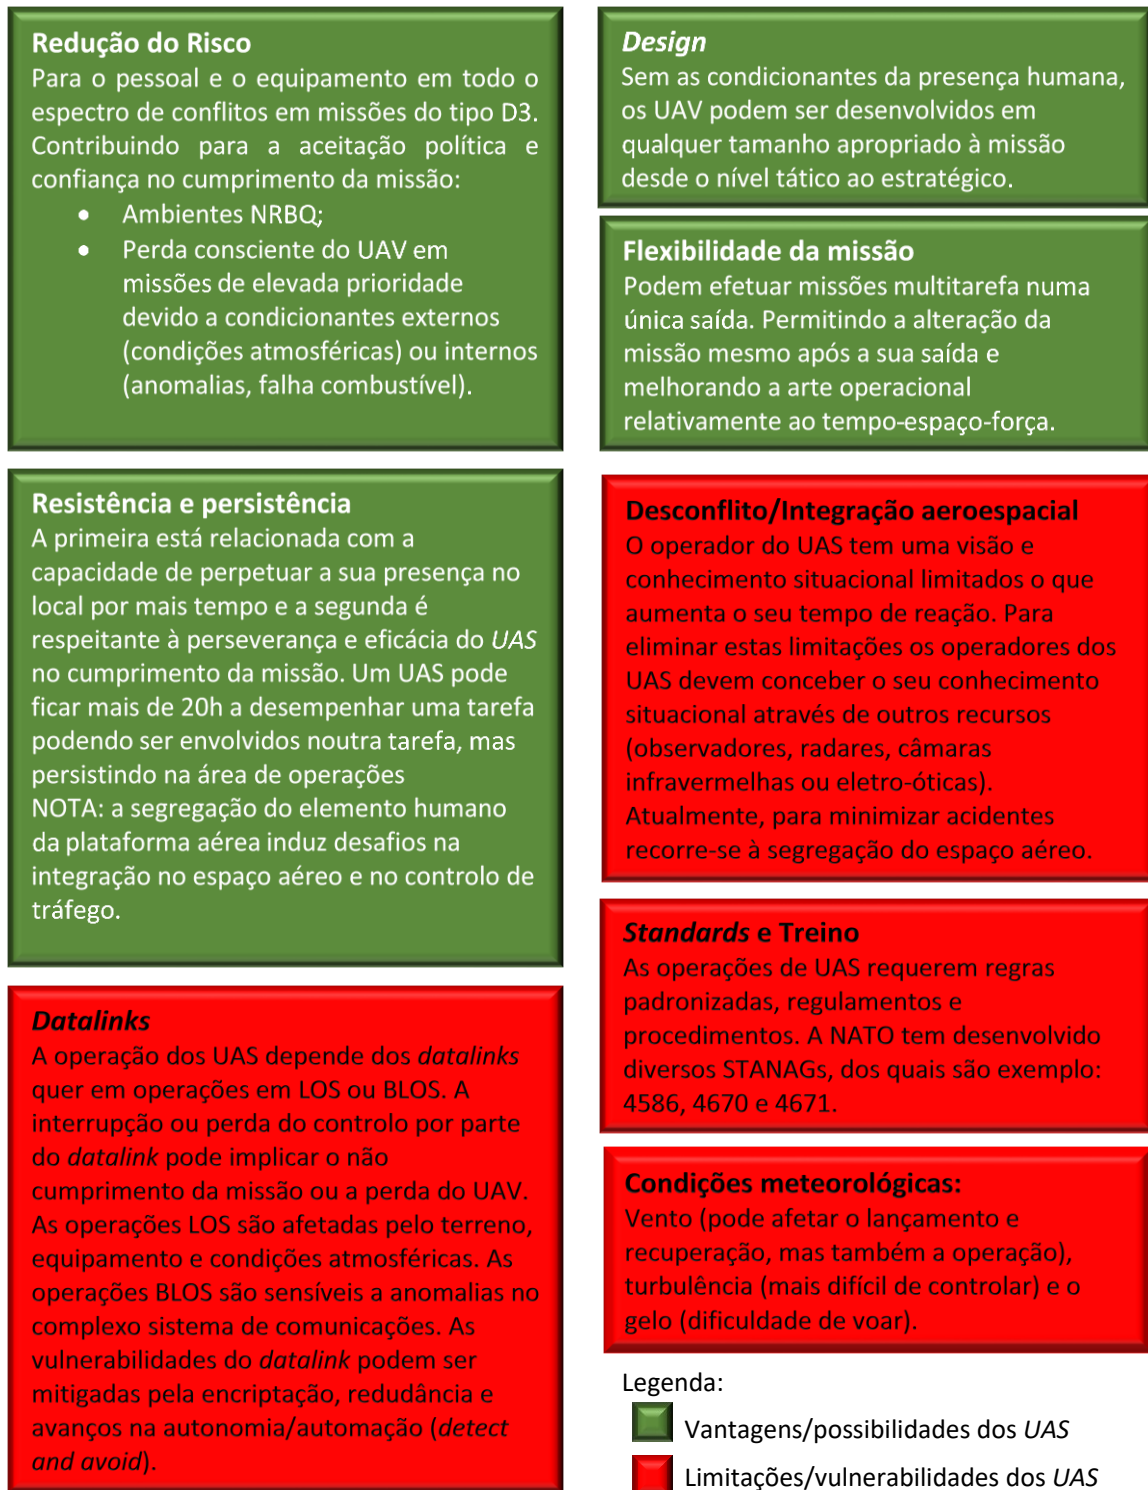 Redução do Risco
Para o pessoal e o equipamento em todo o
espectro de conflitos em missões do tipo D3.
Contribuindo para a aceitação política e
confiança no cumprimento da missão:
• Ambientes NRBQ;
• Perda consciente do UAV em
missões de elevada prioridade
devido a condicionantes externos
(condições atmosféricas) ou internos
(anomalias, falha combustível).
Resistência e persistência
A primeira está relacionada com a
capacidade de perpetuar a sua presença no
local por mais tempo e a segunda é
respeitante à perseverança e eficácia do UAS
no cumprimento da missão. Um UAS pode
ficar mais de 20h a desempenhar uma tarefa
podendo ser envolvidos noutra tarefa, mas
persistindo na área de operações
NOTA: a segregação do elemento humano
da plataforma aérea induz desafios na
integração no espaço aéreo e no controlo de
tráfego.
Datalinks
A operação dos UAS depende dos datalinks
quer em operações em LOS ou BLOS. A
interrupção ou perda do controlo por parte
do datalink pode implicar o não
cumprimento da missão ou a perda do UAV.
As operações LOS são afetadas pelo terreno,
equipamento e condições atmosféricas. As
operações BLOS são sensíveis a anomalias no
complexo sistema de comunicações. As
vulnerabilidades do datalink podem ser
mitigadas pela encriptação, redudância e
avanços na autonomia/automação (detect
and avoid).
Design
Sem as condicionantes da presença humana,
os UAV podem ser desenvolvidos em
qualquer tamanho apropriado à missão
desde o nível tático ao estratégico.
Flexibilidade da missão
Podem efetuar missões multitarefa numa
única saída. Permitindo a alteração da
missão mesmo após a sua saída e
melhorando a arte operacional
relativamente ao tempo-espaço-força.
Desconflito/Integração aeroespacial
O operador do UAS tem uma visão e
conhecimento situacional limitados o que
aumenta o seu tempo de reação. Para
eliminar estas limitações os operadores dos
UAS devem conceber o seu conhecimento
situacional através de outros recursos
(observadores, radares, câmaras
infravermelhas ou eletro-óticas).
Atualmente, para minimizar acidentes
recorre-se à segregação do espaço aéreo.
Standards e Treino
As operações de UAS requerem regras
padronizadas, regulamentos e
procedimentos. A NATO tem desenvolvido
diversos STANAGs, dos quais são exemplo:
4586, 4670 e 4671.
Condições meteorológicas:
Vento (pode afetar o lançamento e
recuperação, mas também a operação),
turbulência (mais difícil de controlar) e o
gelo (dificuldade de voar).
Legenda:
Vantagens/possibilidades dos UAS
Limitações/vulnerabilidades dos UAS